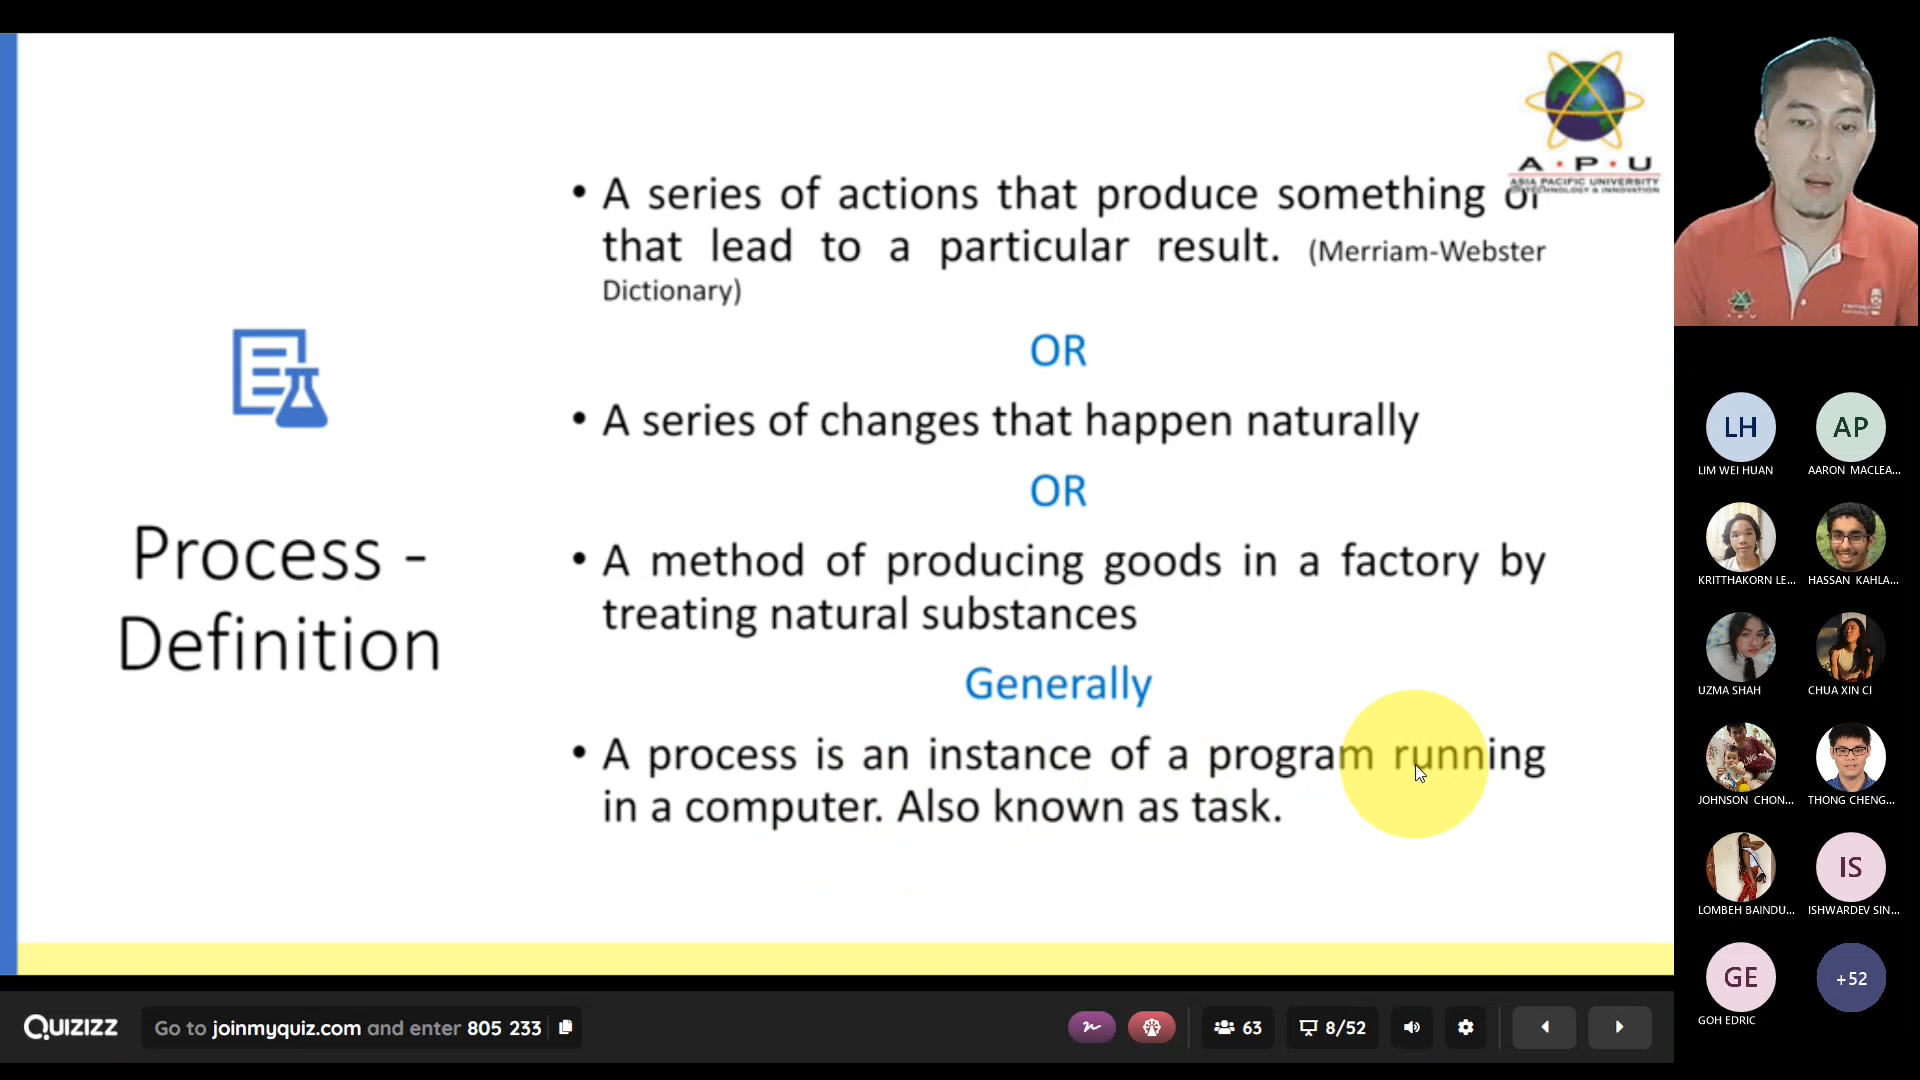 A·P·U
ASIA PACIFIC UNIVERSITY
OF TECHNOLOGY & INNOVATION
Process -
Definition
• A series of actions that produce something or
that lead to a particular result. (Merriam-Webster
Dictionary)
OR
• A series of changes that happen naturally
OR
• A method of producing goods in a factory by
treating natural substances
Generally
• A process is an instance of a program running
in a computer. Also known as task.
LH
LIM WEI HUAN
AP
AARON MACLEA...
KRITTHAKORN LE...
HASSAN KAHLA...
UZMA SHAH
CHUA XIN CI
JOHNSON CHON...
THONG CHENG...
LOMBEH BAINDU...
IS
ISHWARDEV SIN...
GE
GOH EDRIC
+52
QUIZIZZ
Go to joinmyquiz.com and enter 805 233
63
8/52